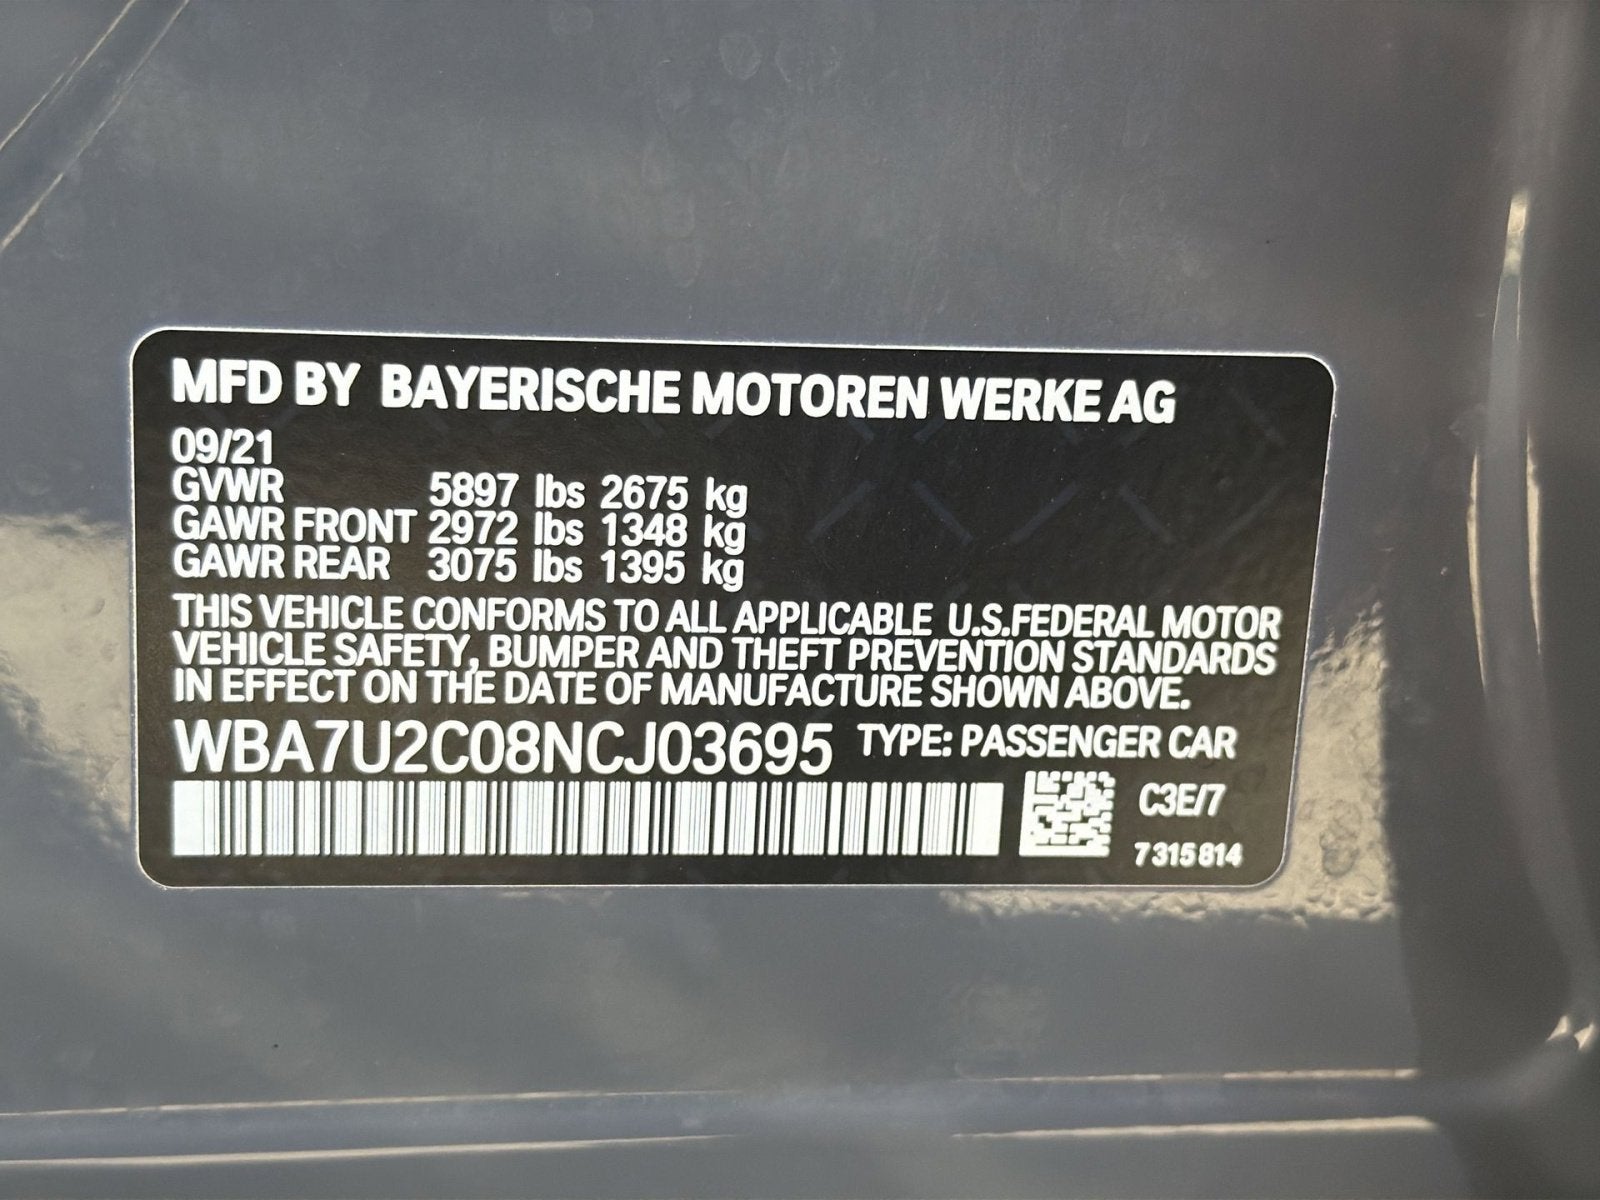 MFD BY BAYERISCHE MOTOREN WERKE AG
09/21
GVWR 5897 lbs 2675 kg
GAWR FRONT 2972 lbs 1348 kg
GAWR REAR 3075 lbs 1395 kg
THIS VEHICLE CONFORMS TO ALL APPLICABLE U.S.FEDERAL MOTOR
VEHICLE SAFETY, BUMPER AND THEFT PREVENTION STANDARDS
IN EFFECT ON THE DATE OF MANUFACTURE SHOWN ABOVE.
WBA7U2C08NCJ03695 TYPE: PASSENGER CAR
C3E/7
7 315 814